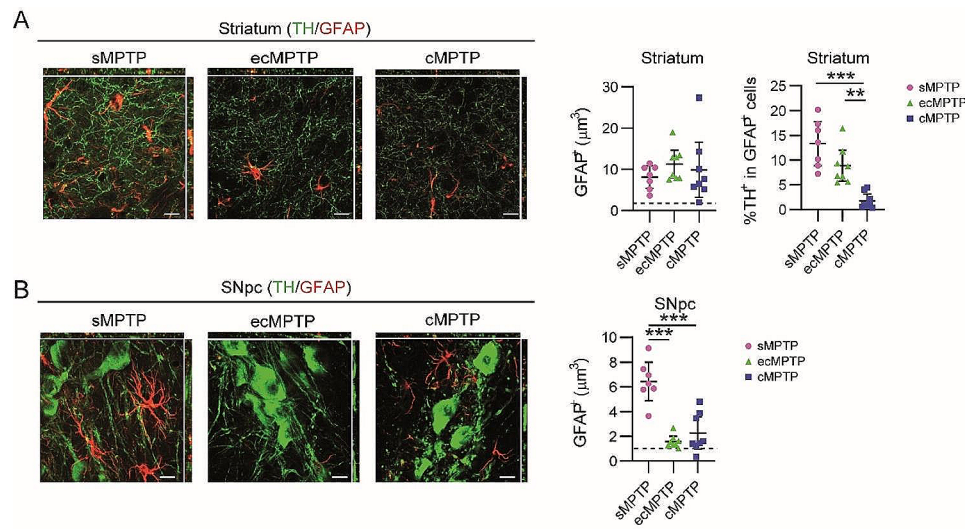 A
Striatum (TH/GFAP)
sMPTP
ecMPTP
cMPTP
Striatum
GFAP⁺ (μm³)
30
20
10
0
sMPTP
ecMPTP
cMPTP
Striatum
%TH⁺ in GFAP⁺ cells
25
20
15
10
5
0
***
**
sMPTP
ecMPTP
cMPTP
sMPTP
ecMPTP
cMPTP
B
SNpc (TH/GFAP)
sMPTP
ecMPTP
cMPTP
SNpc
GFAP⁺ (μm³)
10
8
6
4
2
0
***
***
sMPTP
ecMPTP
cMPTP
sMPTP
ecMPTP
cMPTP